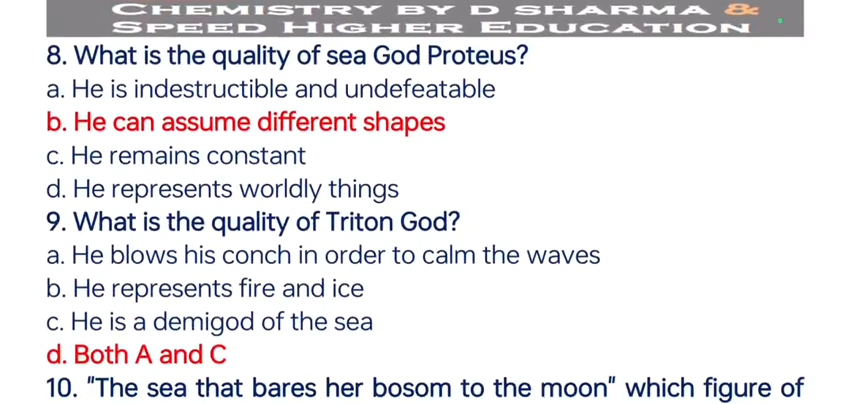 CHEMISTRY BY D SHARMA &
SPEED HIGHER EDUCATION
8. What is the quality of sea God Proteus?
a. He is indestructible and undefeatable
b. He can assume different shapes
c. He remains constant
d. He represents worldly things
9. What is the quality of Triton God?
a. He blows his conch in order to calm the waves
b. He represents fire and ice
c. He is a demigod of the sea
d. Both A and C
10. "The sea that bares her bosom to the moon" which figure of